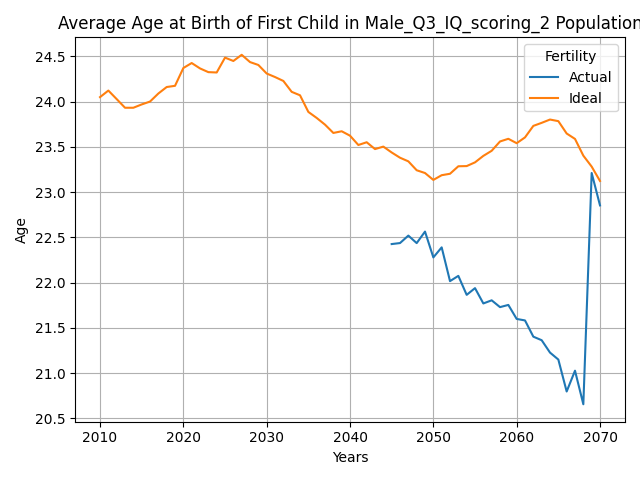 Average Age at Birth of First Child in Male_Q3_IQ_scoring_2 Population
Fertility
Actual
Ideal
24.5
24.0
23.5
23.0
22.5
22.0
21.5
21.0
20.5
Age
2010 2020 2030 2040 2050 2060 2070
Years